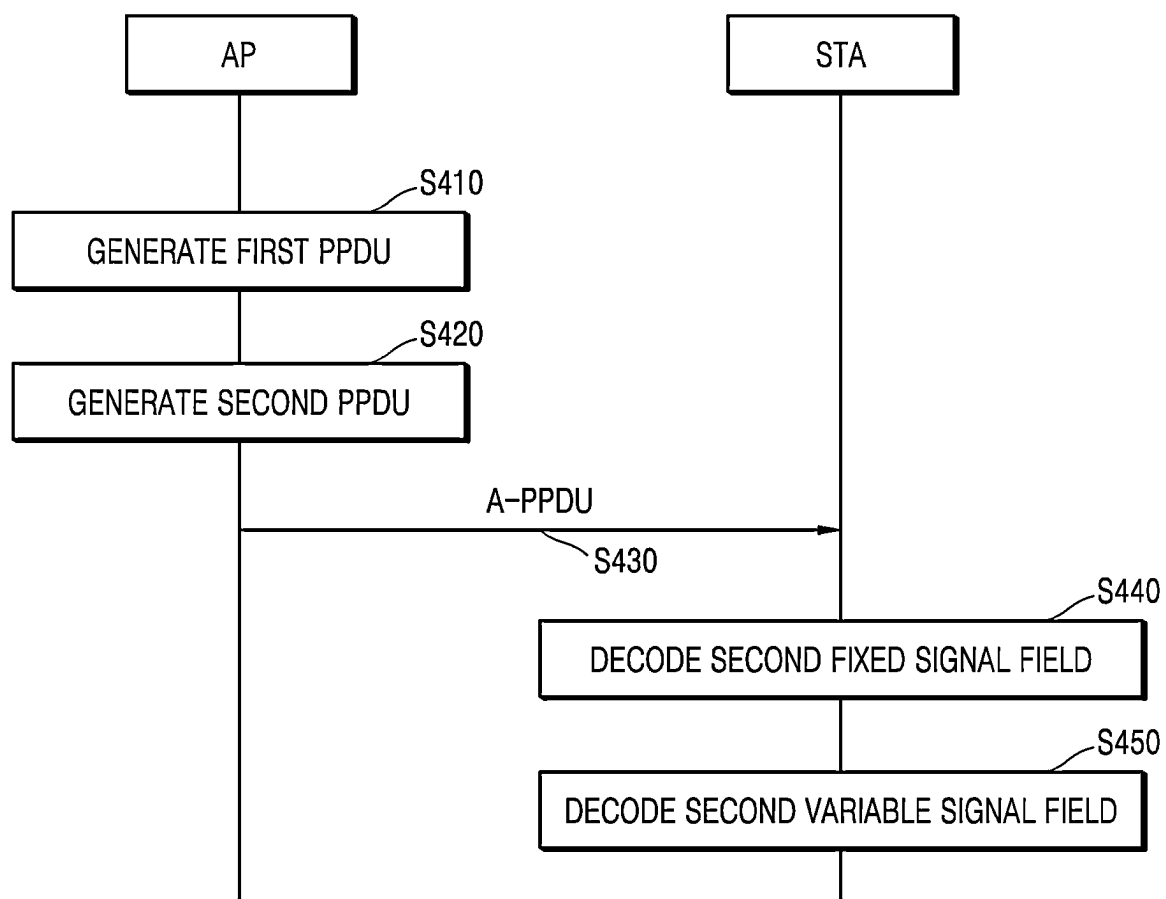 AP
STA
S410
GENERATE FIRST PPDU
S420
GENERATE SECOND PPDU
A-PPDU
S430
S440
DECODE SECOND FIXED SIGNAL FIELD
S450
DECODE SECOND VARIABLE SIGNAL FIELD